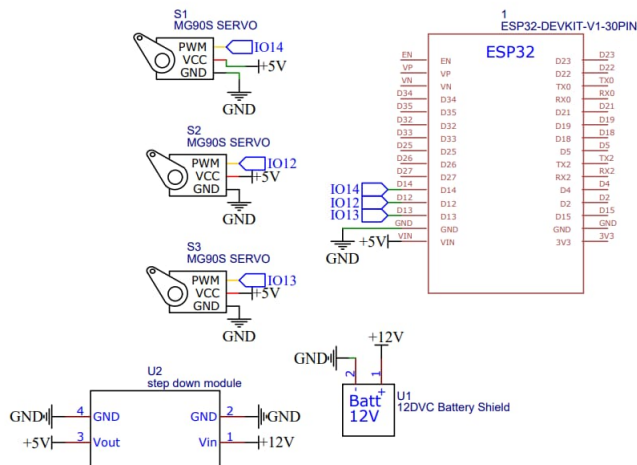 S1
MG90S SERVO
PWM
VCC
GND
IO14
+5V
GND
S2
MG90S SERVO
PWM
VCC
GND
IO12
+5V
GND
S3
MG90S SERVO
PWM
VCC
GND
IO13
+5V
GND
1
ESP32-DEVKIT-V1-30PIN
ESP32
EN EN D23 D23
VP VP D22 D22
VN VN TX0 TX0
D34 D34 RX0 RX0
D35 D35 D21 D21
D32 D32 D19 D19
D33 D33 D18 D18
D25 D25 D5 D5
D26 D26 TX2 TX2
D27 D27 RX2 RX2
IO14 D14 D14 D4 D4
IO12 D12 D12 D2 D2
IO13 D13 D13 D15 D15
GND GND GND GND
GND
+5V VIN VIN 3V3 3V3
U2
step down module
GND 4 GND GND 2 GND
+5V 3 Vout Vin 1 +12V
+12V
GND
2 1
- +
Batt
12V
U1
12DVC Battery Shield